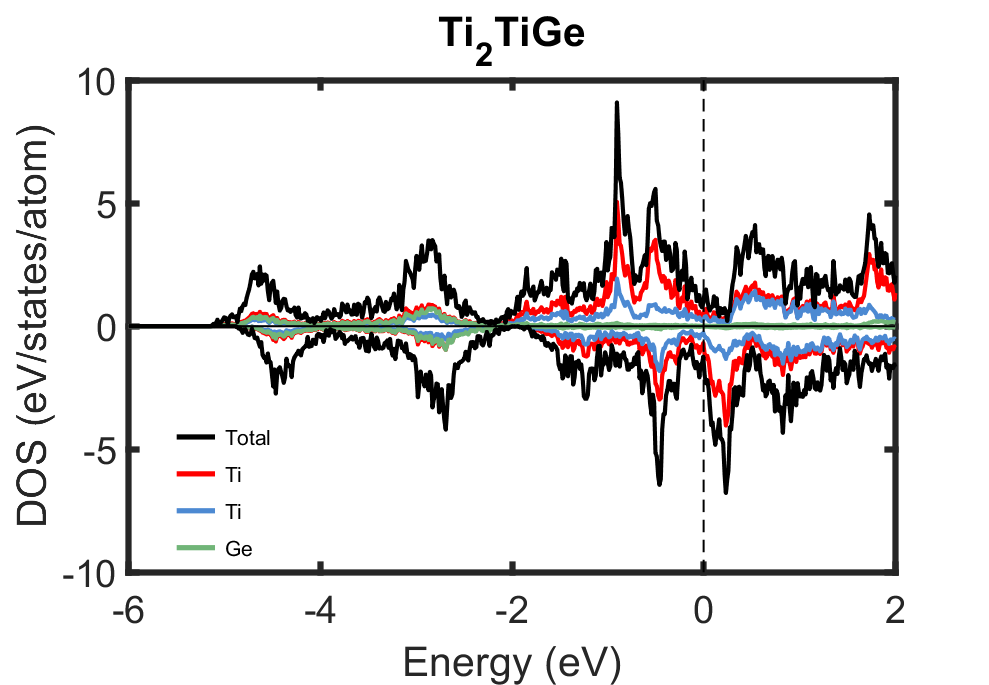 Ti2TiGe
10
5
0
-5
-10
DOS (eV/states/atom)
Total
Ti
Ti
Ge
-6
-4
-2
0
2
Energy (eV)